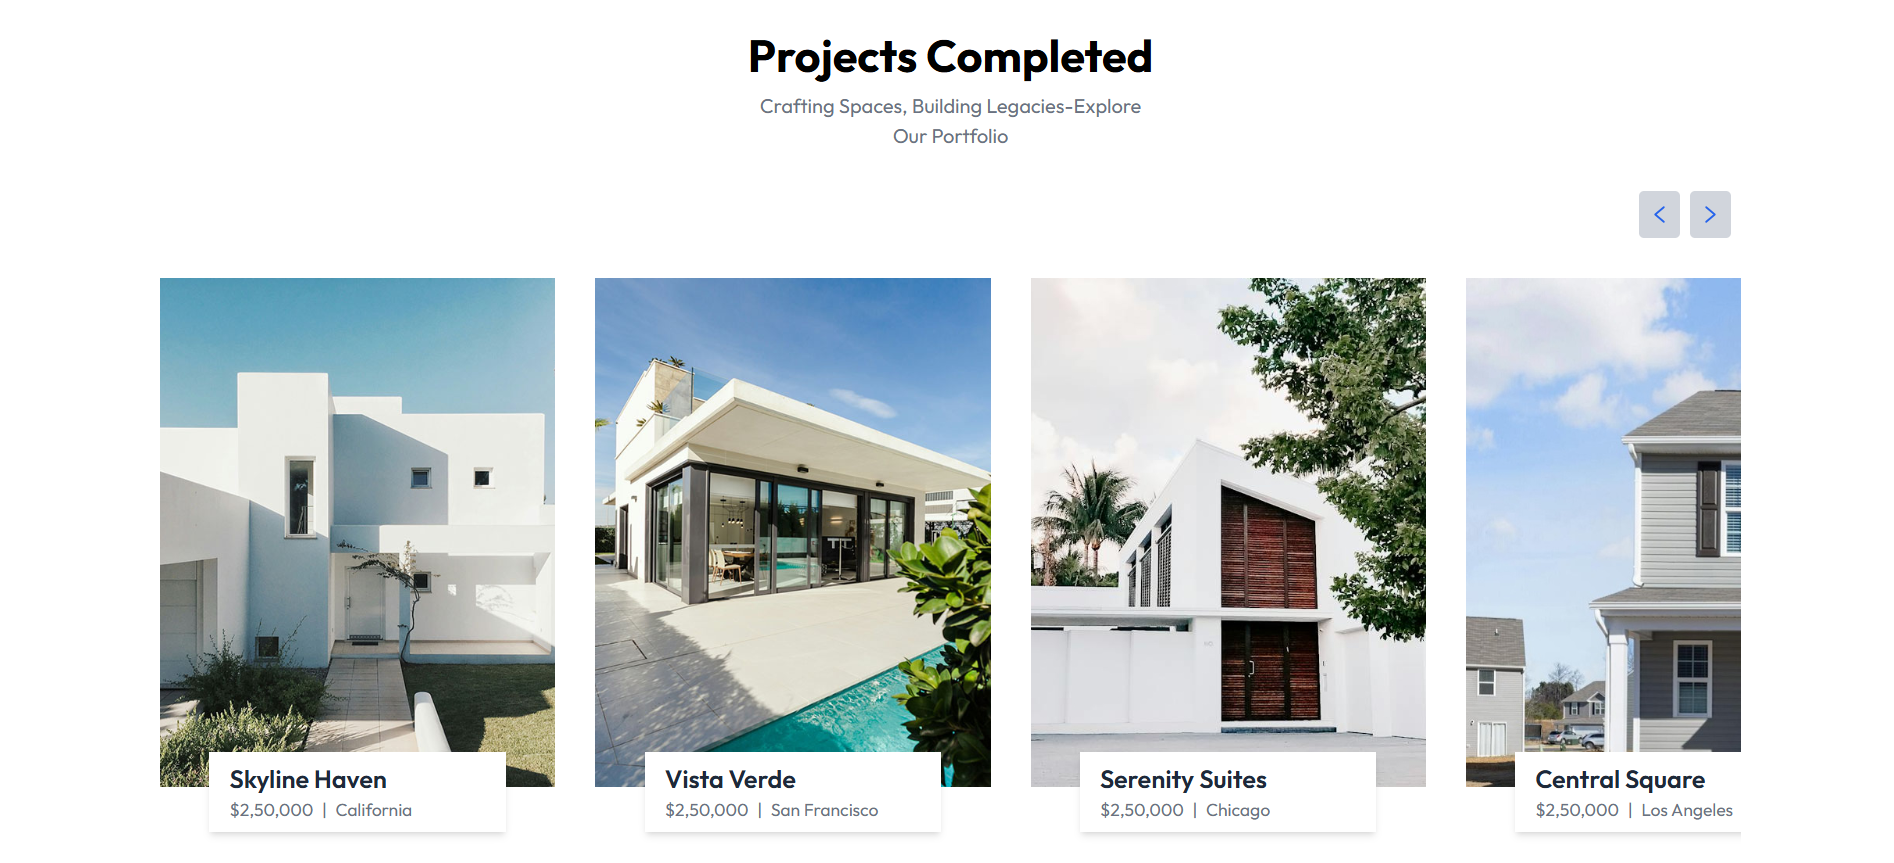 Projects Completed
Crafting Spaces, Building Legacies-Explore
Our Portfolio
Skyline Haven
$2,50,000 | California
Vista Verde
$2,50,000 | San Francisco
Serenity Suites
$2,50,000 | Chicago
Central Square
$2,50,000 | Los Angeles